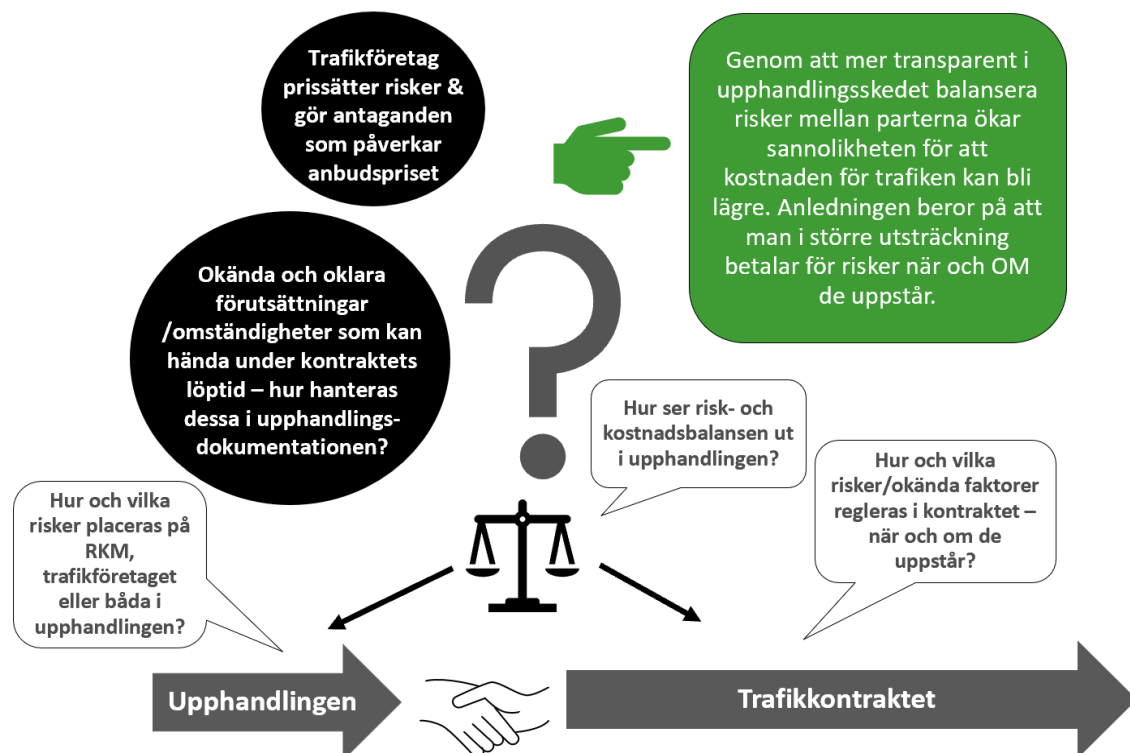 Trafikföretag
prissätter risker &
gör antaganden
som påverkar
anbudspriset
Genom att mer transparent i
upphandlingsskedet balansera
risker mellan parterna ökar
sannolikheten för att
kostnaden för trafiken kan bli
lägre. Anledningen beror på att
man i större utsträckning
betalar för risker när och OM
de uppstår.
Okända och oklara
förutsättningar
/omständigheter som kan
hända under kontraktets
löptid – hur hanteras
dessa i upphandlings-
dokumentationen?
Hur ser risk- och
kostnadsbalansen ut
i upphandlingen?
Hur och vilka
risker/okända faktorer
regleras i kontraktet –
när och om de
uppstår?
Hur och vilka
risker placeras på
RKM,
trafikföretaget
eller båda i
upphandlingen?
Upphandlingen
Trafikkontraktet